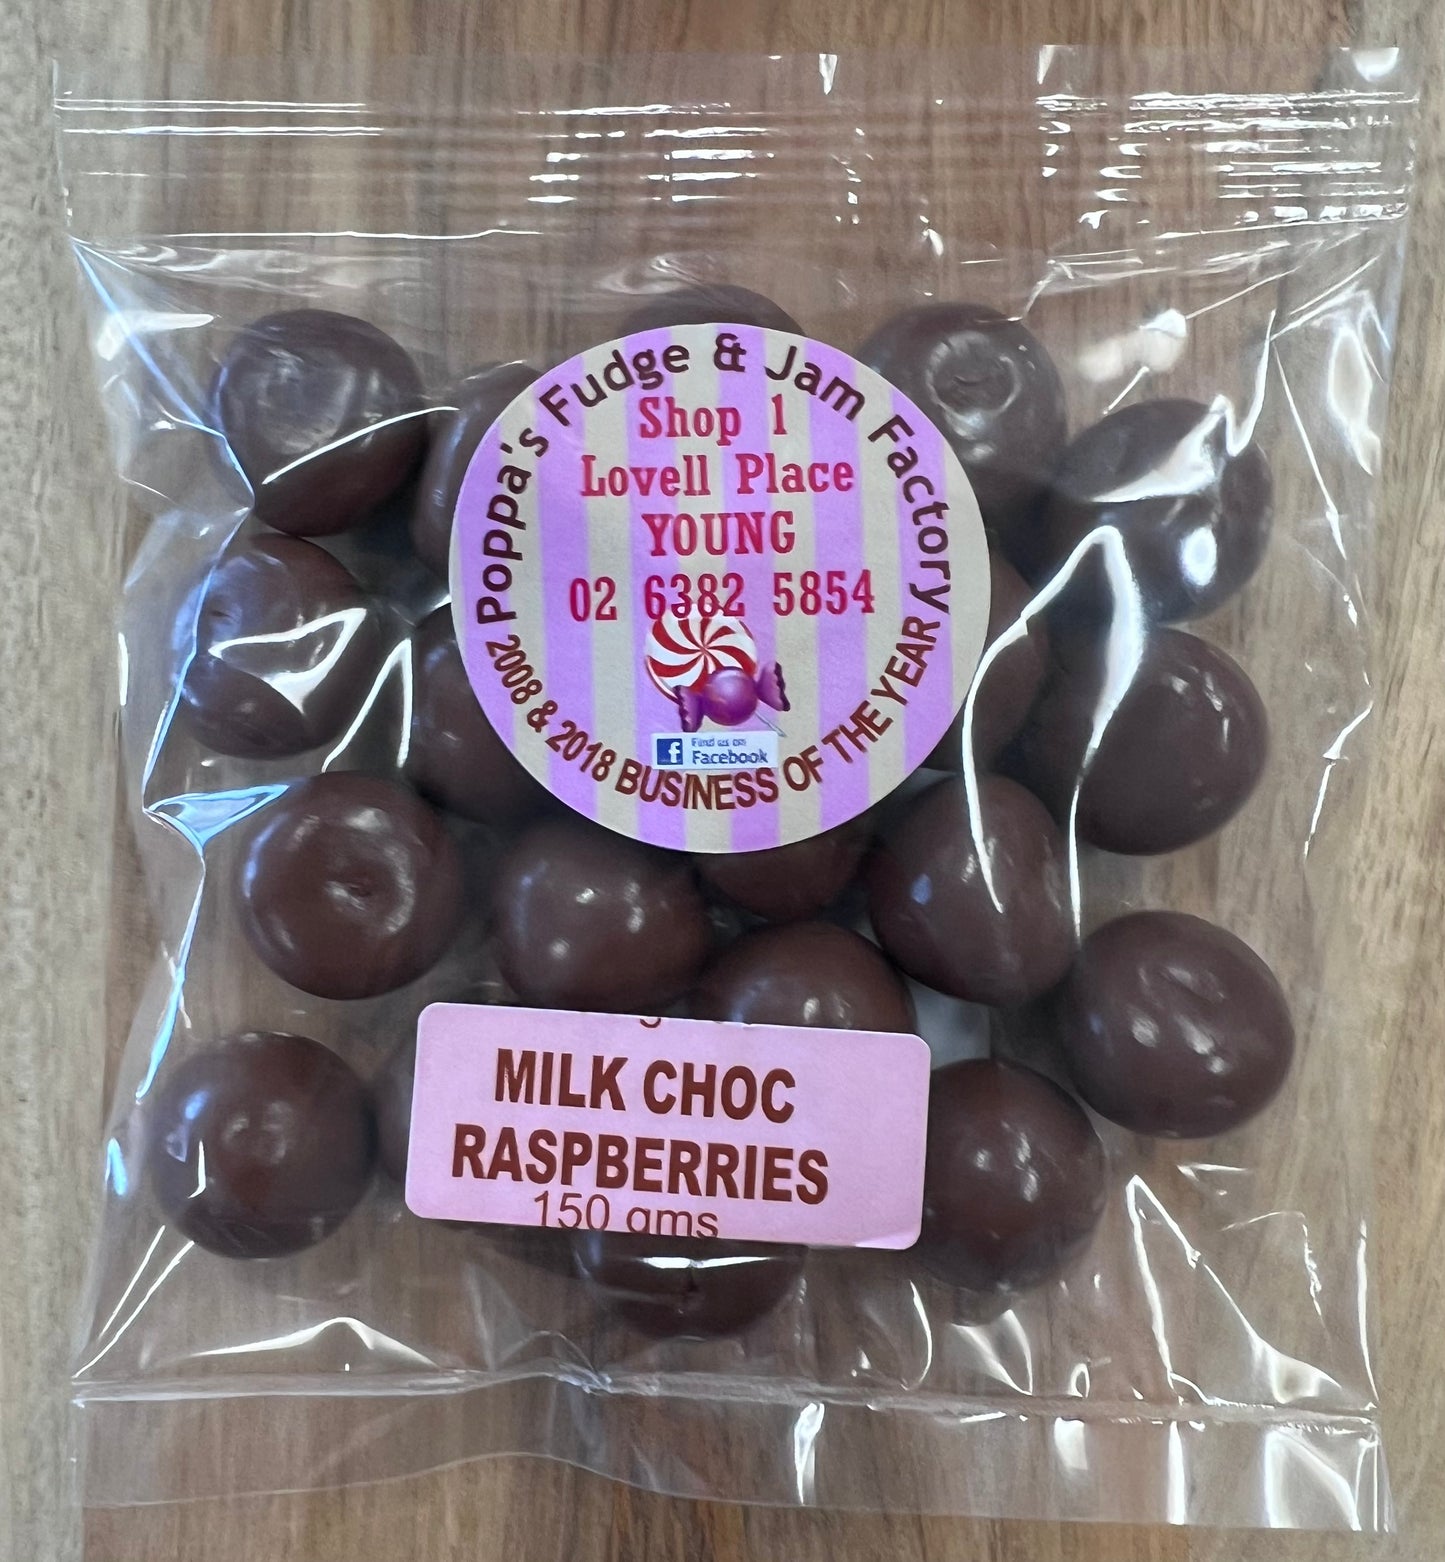 Poppa's Fudge & Jam Factory
Shop 1
Lovell Place
YOUNG
02 6382 5854
Find us on
Facebook
2008 & 2018 BUSINESS OF THE YEAR
MILK CHOC
RASPBERRIES
150 gms